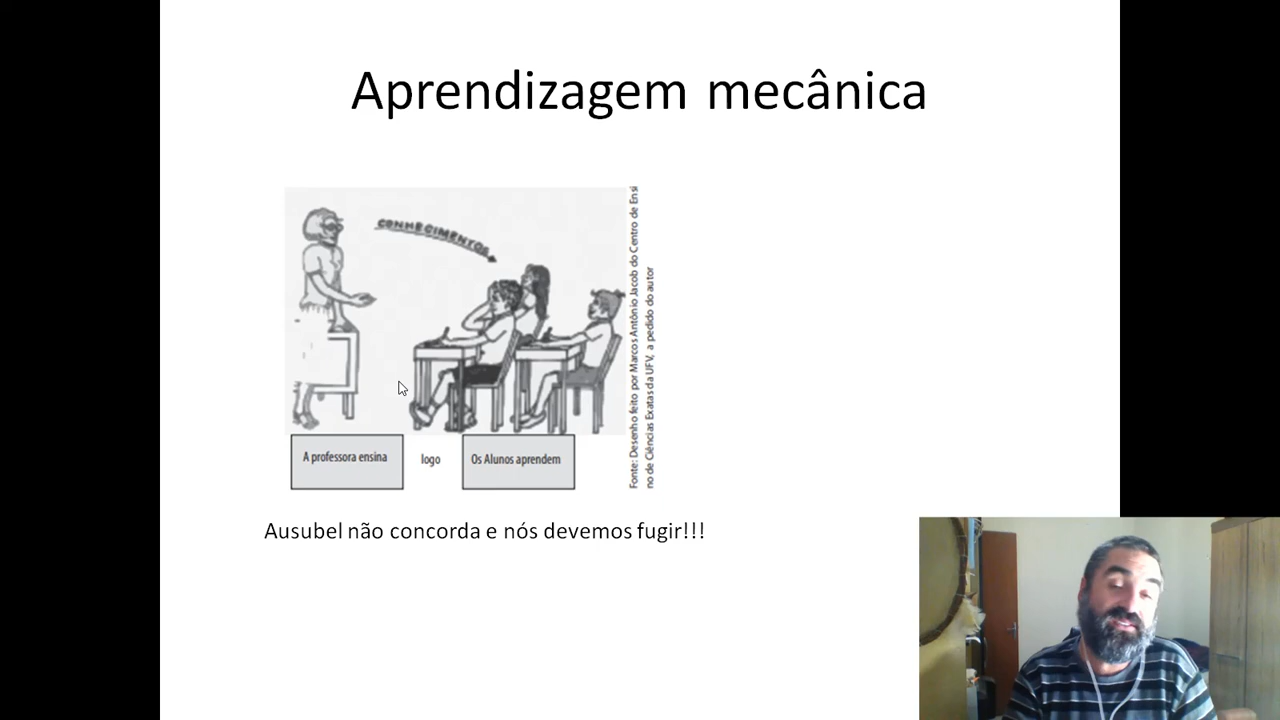 Aprendizagem mecânica
CONHECIMENTOS
Fonte: Desenho feito por Marcos Antônio Jacob do Centro de Ensi
no de Ciências Exatas da UFV, a pedido do autor
A professora ensina
logo
Os Alunos aprendem
Ausubel não concorda e nós devemos fugir!!!